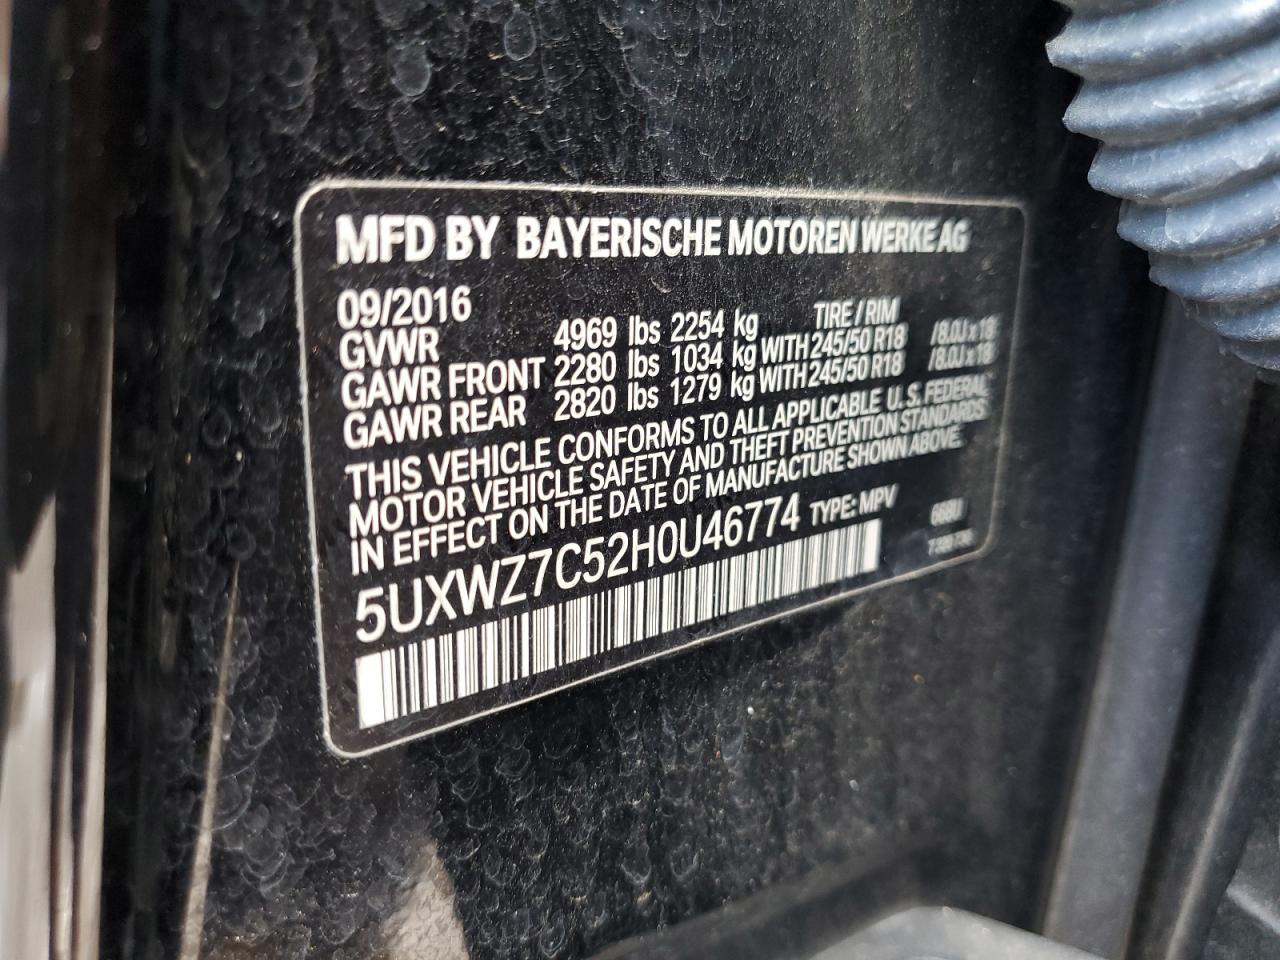 MFD BY BAYERISCHE MOTOREN WERKE AG
09/2016 TIRE / RIM
GVWR 4969 lbs 2254 kg
GAWR FRONT 2280 lbs 1034 kg WITH 245/50 R18 /8.0J x 18
GAWR REAR 2820 lbs 1279 kg WITH 245/50 R18 /8.0J x 18
THIS VEHICLE CONFORMS TO ALL APPLICABLE U.S. FEDERAL
MOTOR VEHICLE SAFETY AND THEFT PREVENTION STANDARDS
IN EFFECT ON THE DATE OF MANUFACTURE SHOWN ABOVE.
5UXWZ7C52H0U46774 TYPE: MPV